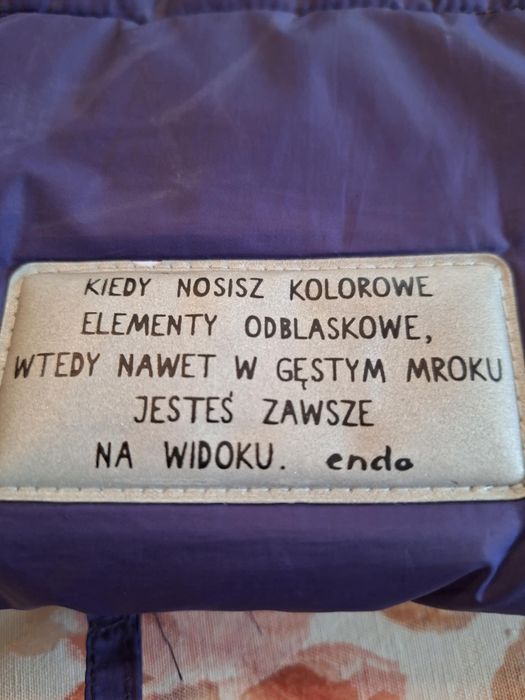 KIEDY NOSISZ KOLOROWE
ELEMENTY ODBLASKOWE,
WTEDY NAWET W GĘSTYM MROKU
JESTEŚ ZAWSZE
NA WIDOKU. endo